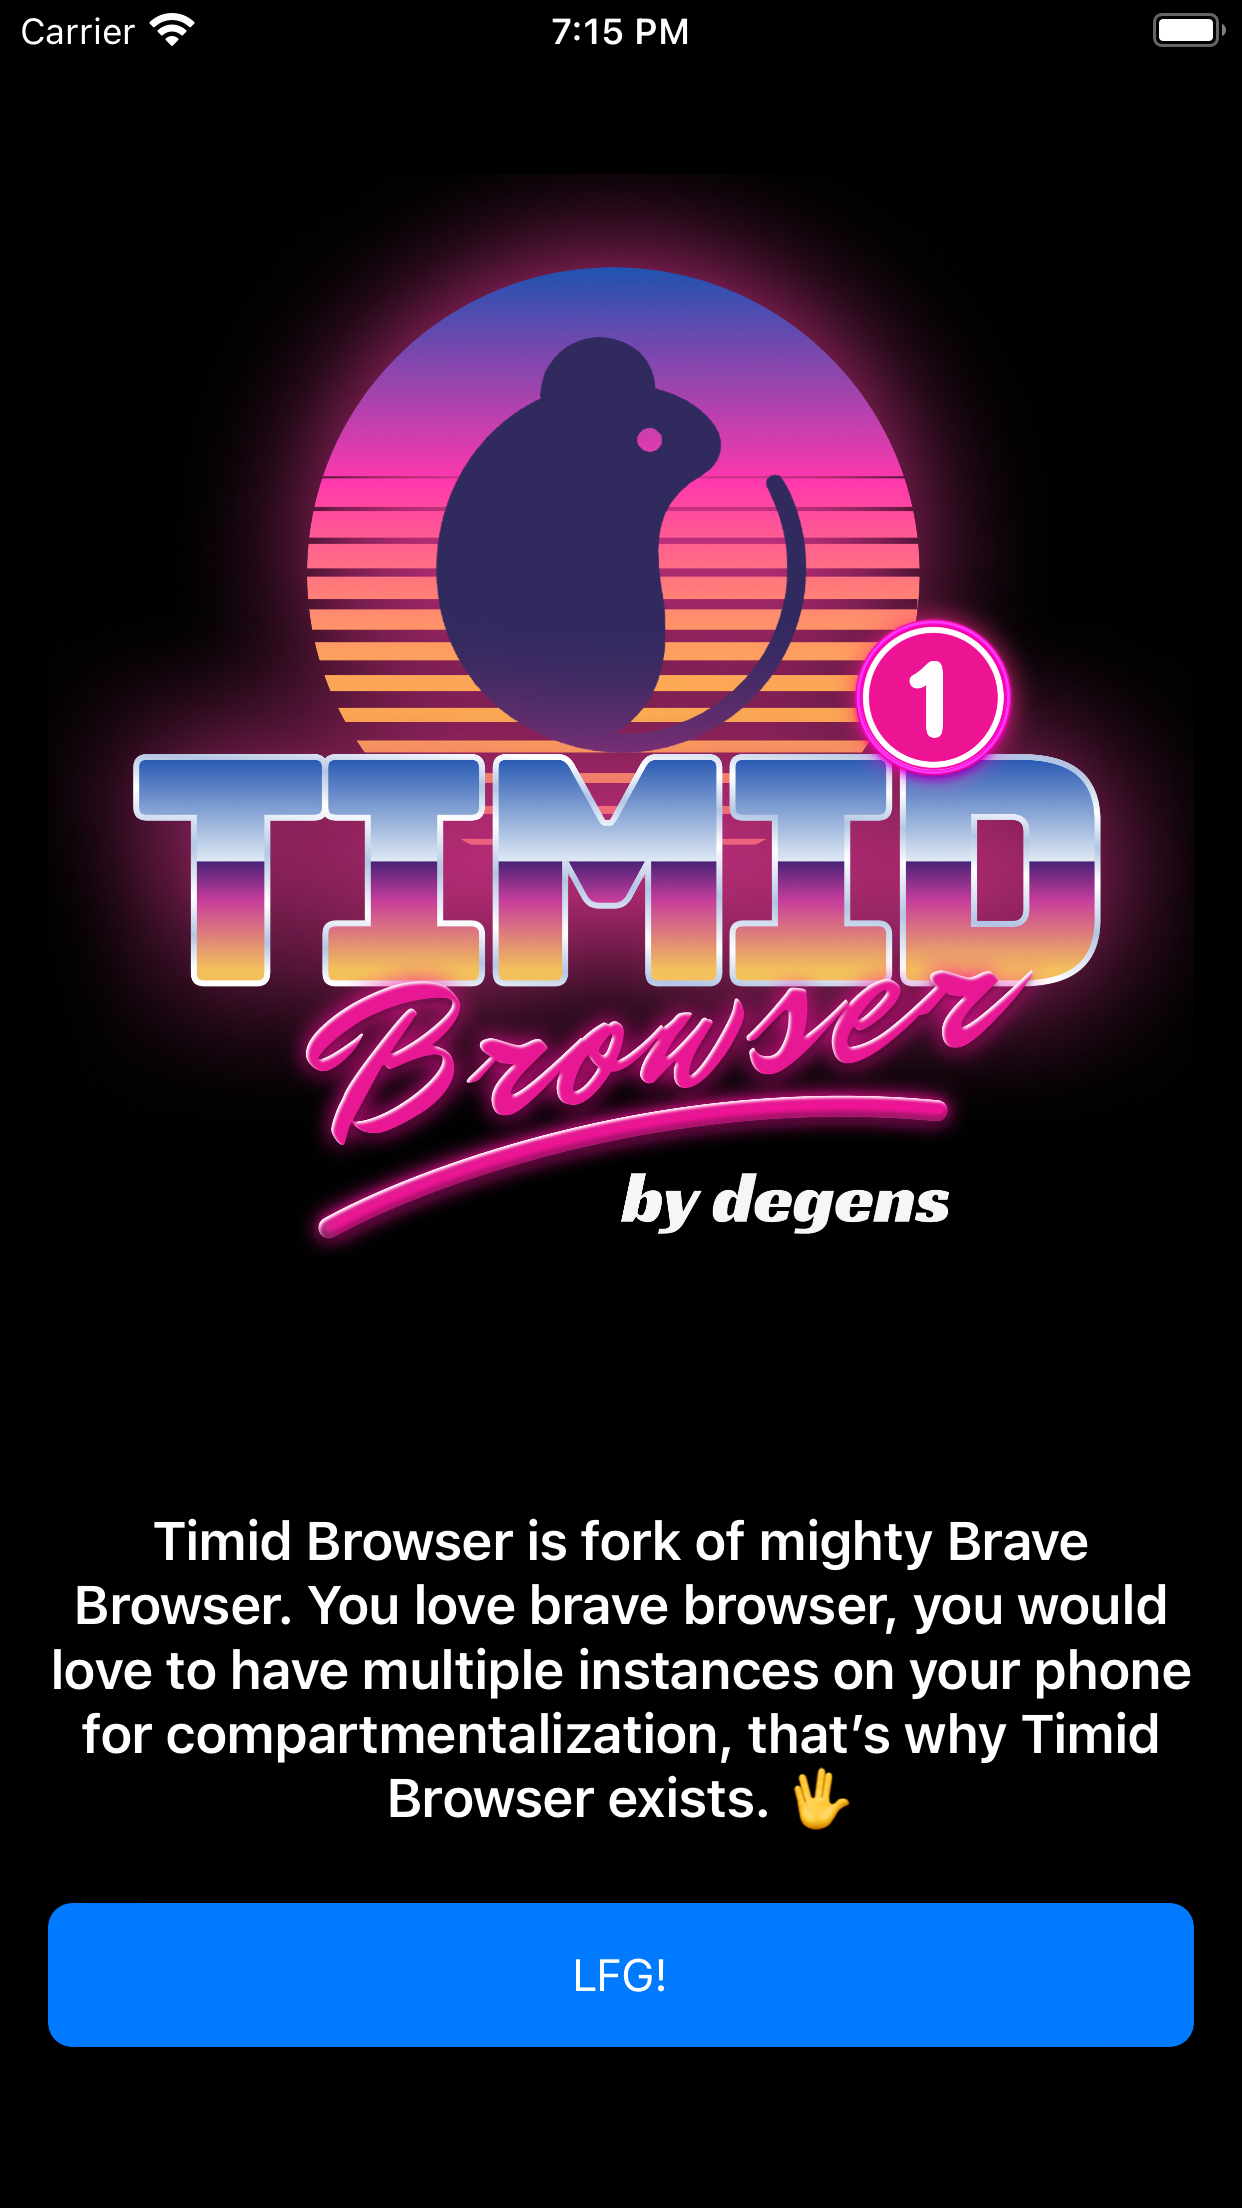 Carrier 7:15 PM
1
TIMID
Browser
by degens
Timid Browser is fork of mighty Brave
Browser. You love brave browser, you would
love to have multiple instances on your phone
for compartmentalization, that’s why Timid
Browser exists. 🖖
LFG!